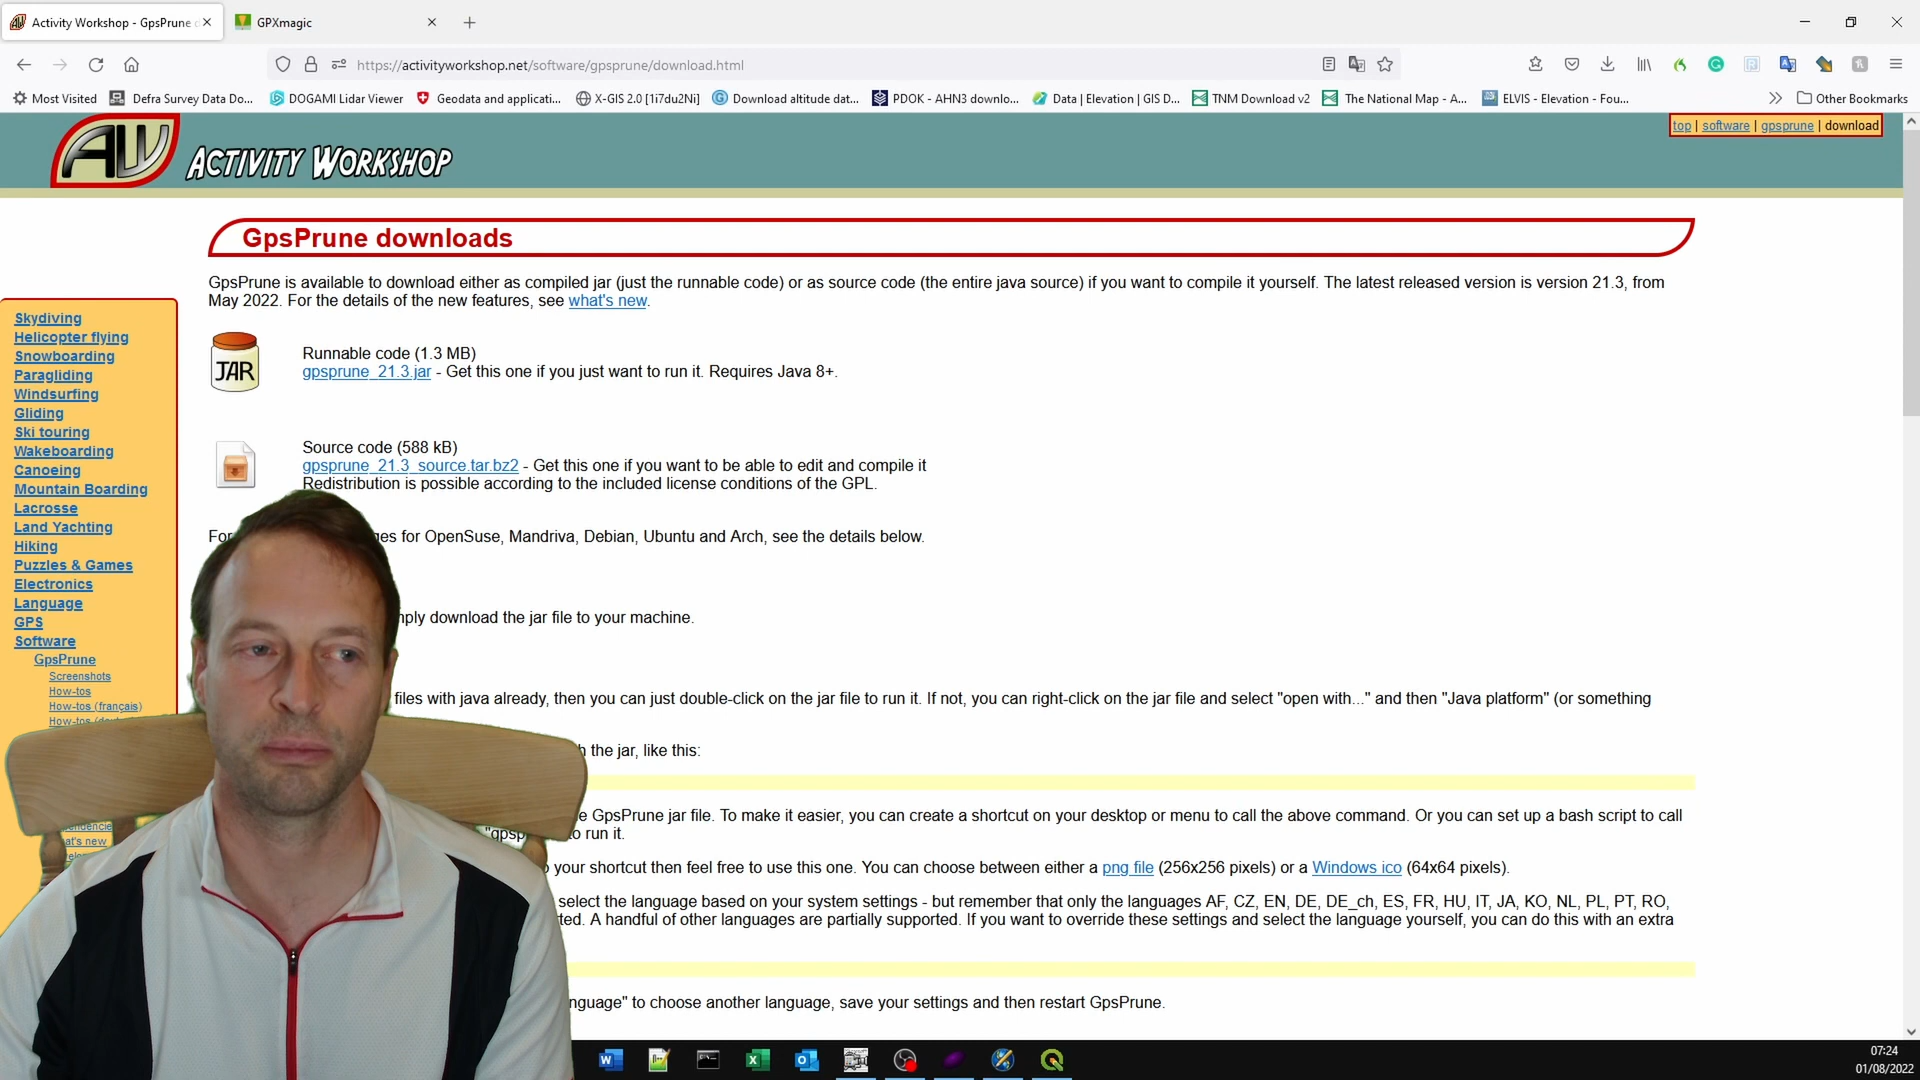 Activity Workshop - GpsPrune
GPXmagic
https://activityworkshop.net/software/gpsprune/download.html
Most Visited
Defra Survey Data Do...
DOGAMI Lidar Viewer
Geodata and applicati...
X-GIS 2.0 [1i7du2Ni]
Download altitude dat...
PDOK - AHN3 downlo...
Data | Elevation | GIS D...
TNM Download v2
The National Map - A...
ELVIS - Elevation - Fou...
Other Bookmarks
AW
ACTIVITY WORKSHOP
top | software | gpsprune | download
GpsPrune downloads
GpsPrune is available to download either as compiled jar (just the runnable code) or as source code (the entire java source) if you want to compile it yourself. The latest released version is version 21.3, from
May 2022. For the details of the new features, see what's new.
JAR
Runnable code (1.3 MB)
gpsprune_21.3.jar - Get this one if you just want to run it. Requires Java 8+.
Source code (588 kB)
gpsprune_21.3_source.tar.bz2 - Get this one if you want to be able to edit and compile it
Redistribution is possible according to the included license conditions of the GPL.
for OpenSuse, Mandriva, Debian, Ubuntu and Arch, see the details below.
download the jar file to your machine.
files with java already, then you can just double-click on the jar file to run it. If not, you can right-click on the jar file and select "open with..." and then "Java platform" (or something
the jar, like this:
GpsPrune jar file. To make it easier, you can create a shortcut on your desktop or menu to call the above command. Or you can set up a bash script to call
to run it.
your shortcut then feel free to use this one. You can choose between either a png file (256x256 pixels) or a Windows ico (64x64 pixels).
select the language based on your system settings - but remember that only the languages AF, CZ, EN, DE, DE_ch, ES, FR, HU, IT, JA, KO, NL, PL, PT, RO,
A handful of other languages are partially supported. If you want to override these settings and select the language yourself, you can do this with an extra
to choose another language, save your settings and then restart GpsPrune.
Skydiving
Helicopter flying
Snowboarding
Paragliding
Windsurfing
Gliding
Ski touring
Wakeboarding
Canoeing
Mountain Boarding
Lacrosse
Land Yachting
Hiking
Puzzles & Games
Electronics
Language
GPS
Software
GpsPrune
Screenshots
How-tos
How-tos (français)
How-tos
new
07:24
01/08/2022